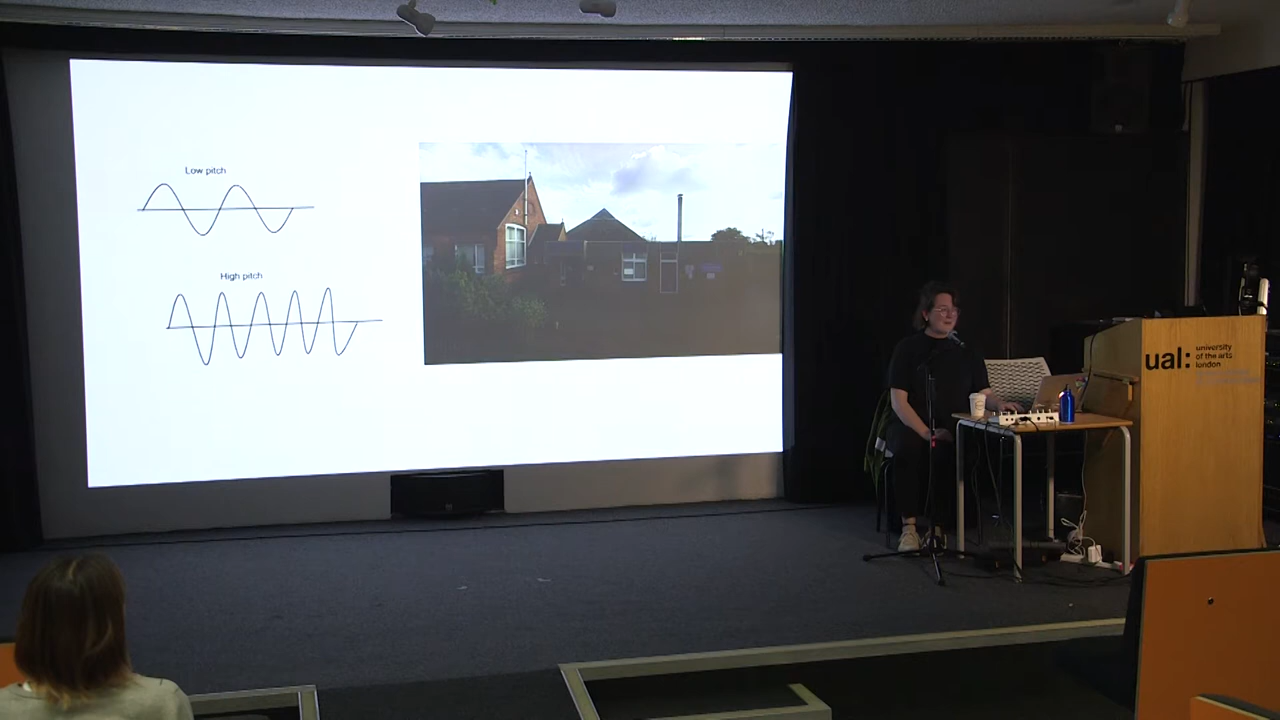 Low pitch
High pitch
ual:
university
of the arts
london